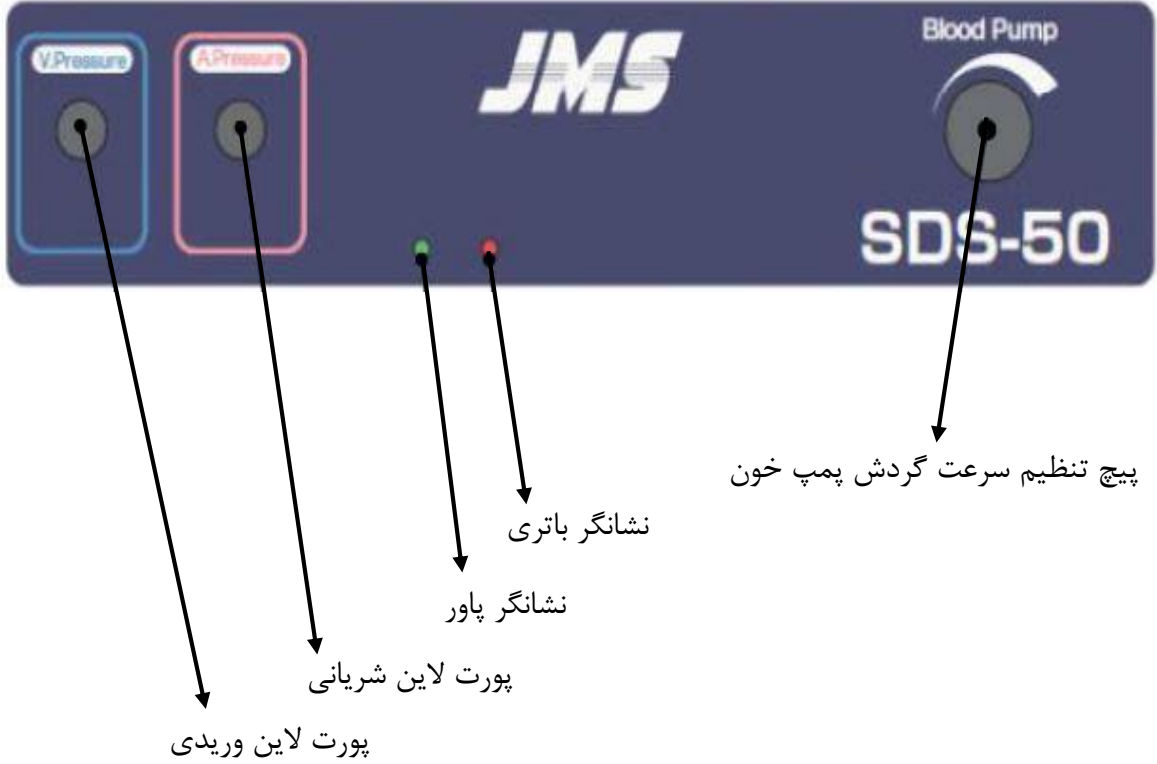 V.Pressure
A.Pressure
JMS
Blood Pump
SDS-50
پیچ تنظیم سرعت گردش پمپ خون
نشانگر باتری
نشانگر پاور
پورت لاین شریانی
پورت لاین وریدی